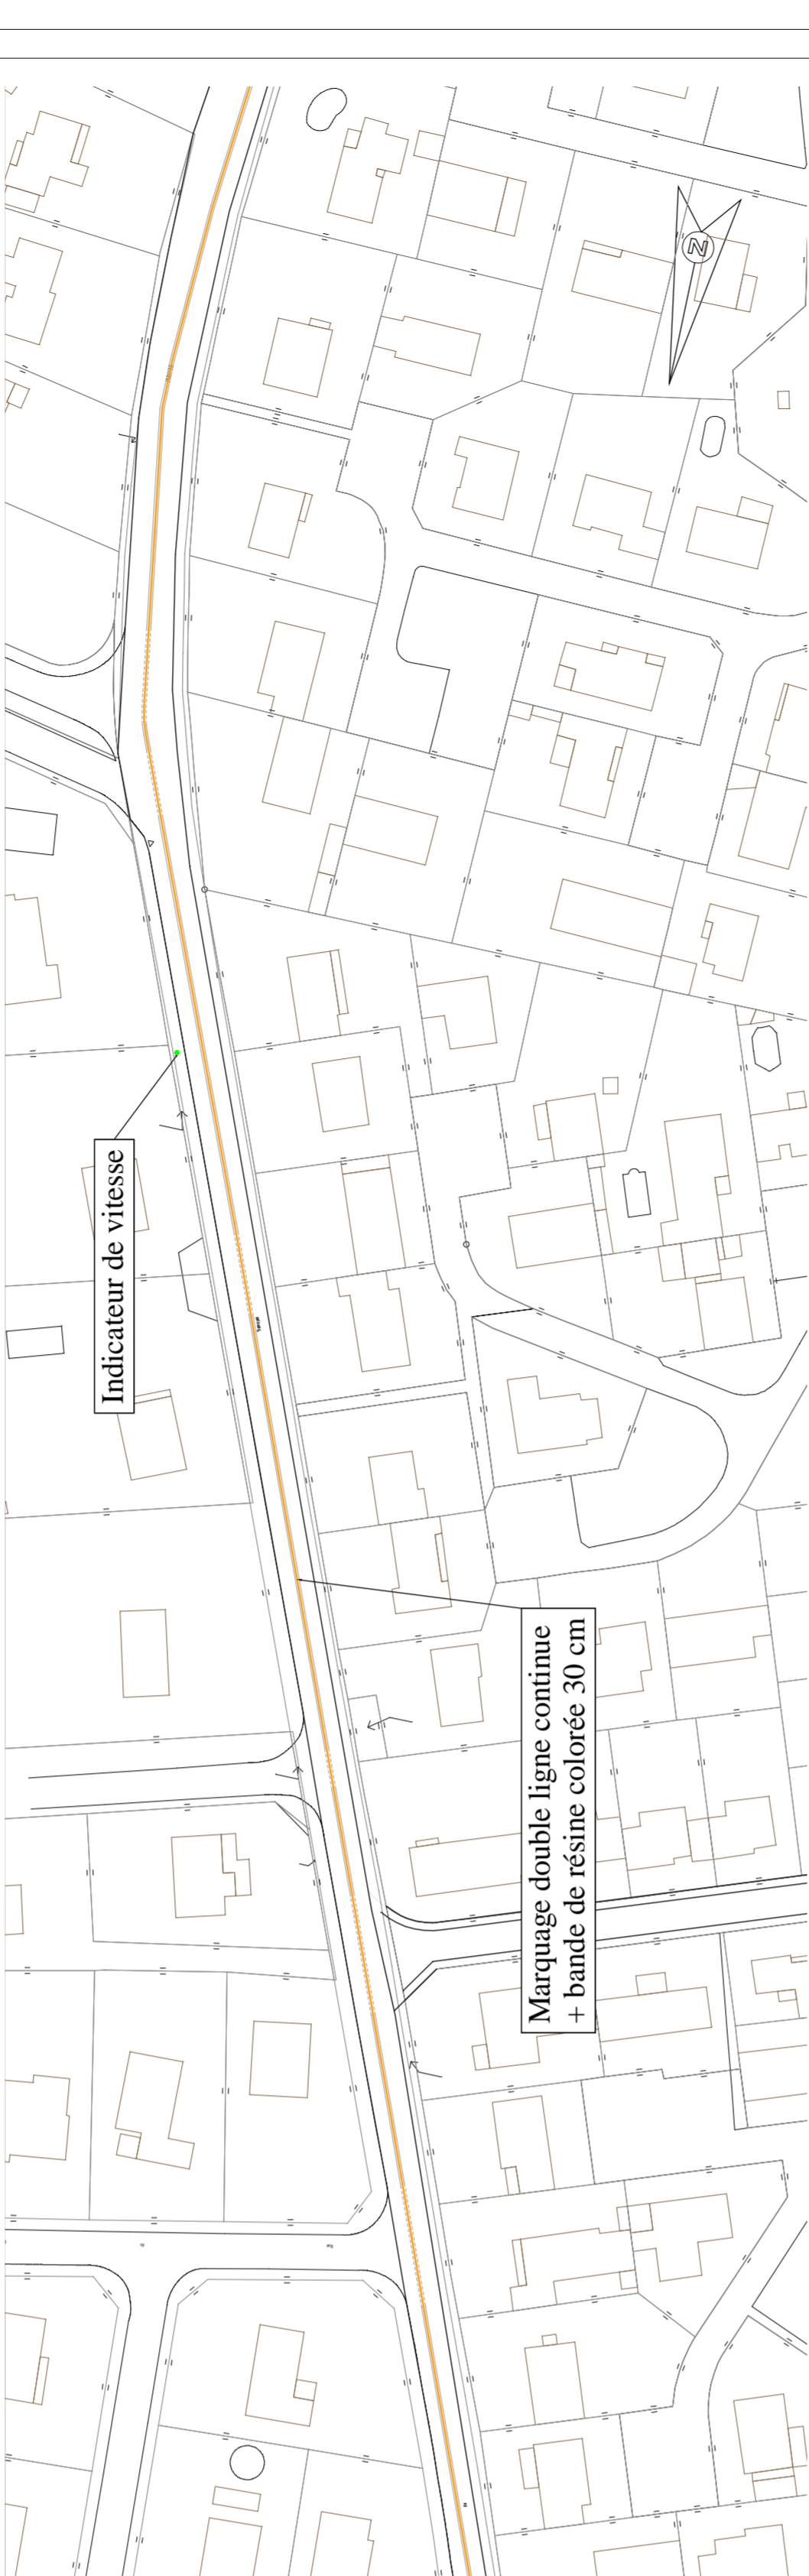 N
Indicateur de vitesse
Marquage double ligne continue
+ bande de résine colorée 30 cm